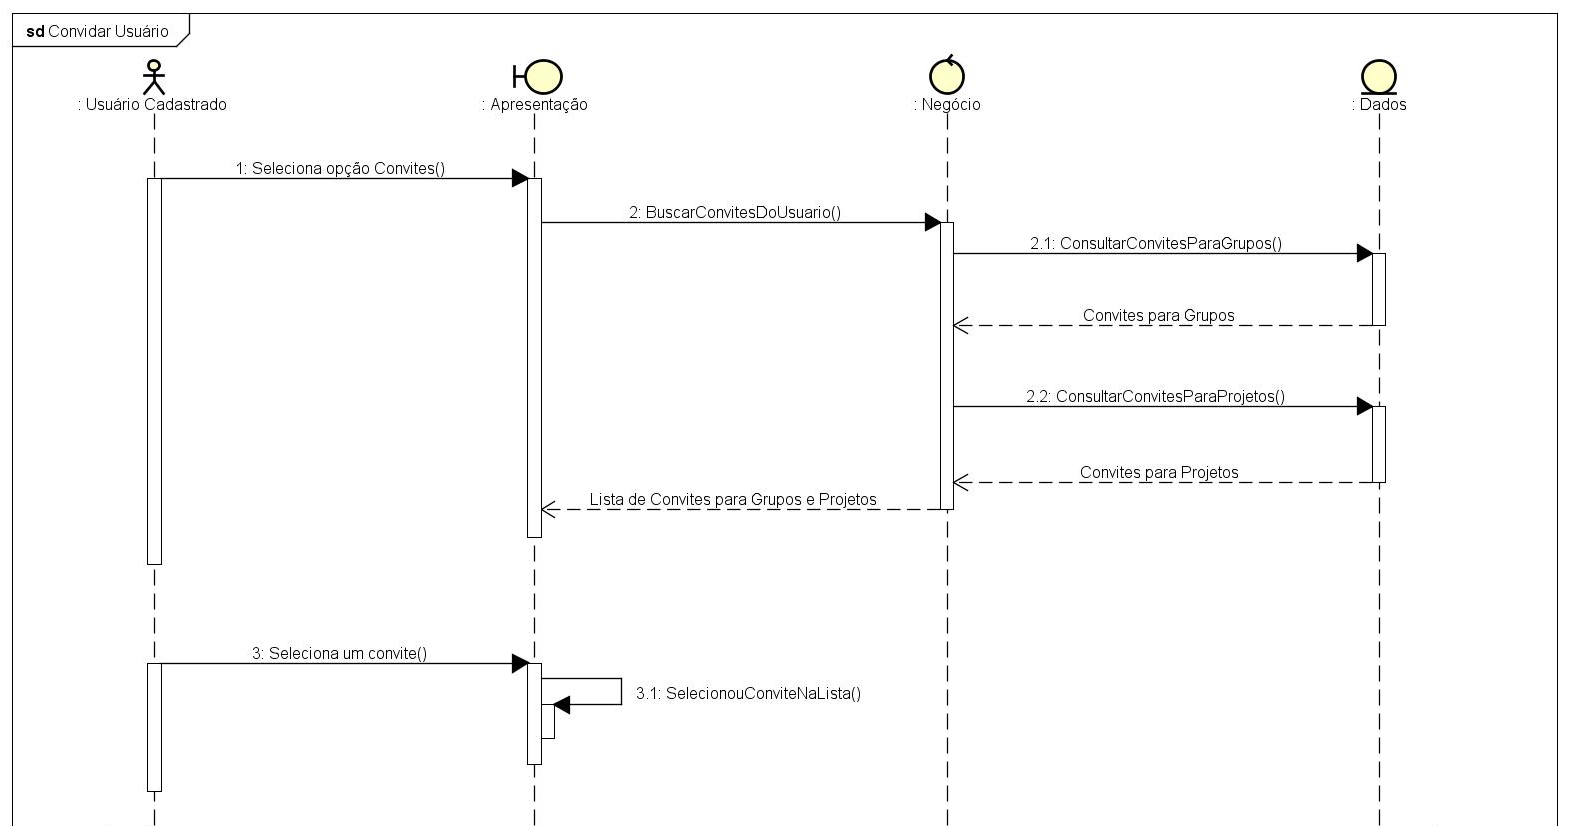 sd Convidar Usuário
: Usuário Cadastrado
: Apresentação
: Negócio
: Dados
1: Seleciona opção Convites()
2: BuscarConvitesDoUsuario()
2.1: ConsultarConvitesParaGrupos()
Convites para Grupos
2.2: ConsultarConvitesParaProjetos()
Convites para Projetos
Lista de Convites para Grupos e Projetos
3: Seleciona um convite()
3.1: SelecionouConviteNaLista()